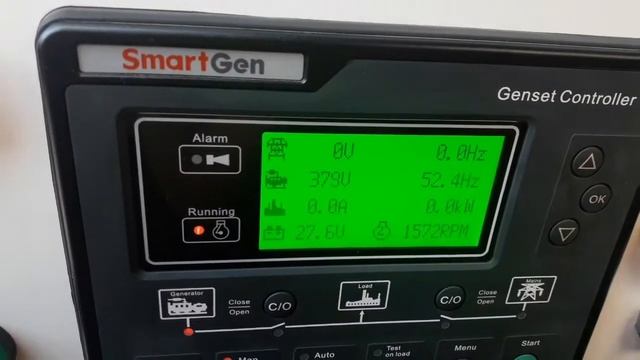 SmartGen
Genset Controller
Alarm
0V 0.0Hz
379V 52.4Hz
0.0A 0.0kW
Running
27.6V 1572RPM
OK
Generator
Load
Mains
Close
Open
C/O
C/O
Close
Open
Man
Auto
Test
on load
Menu
Start